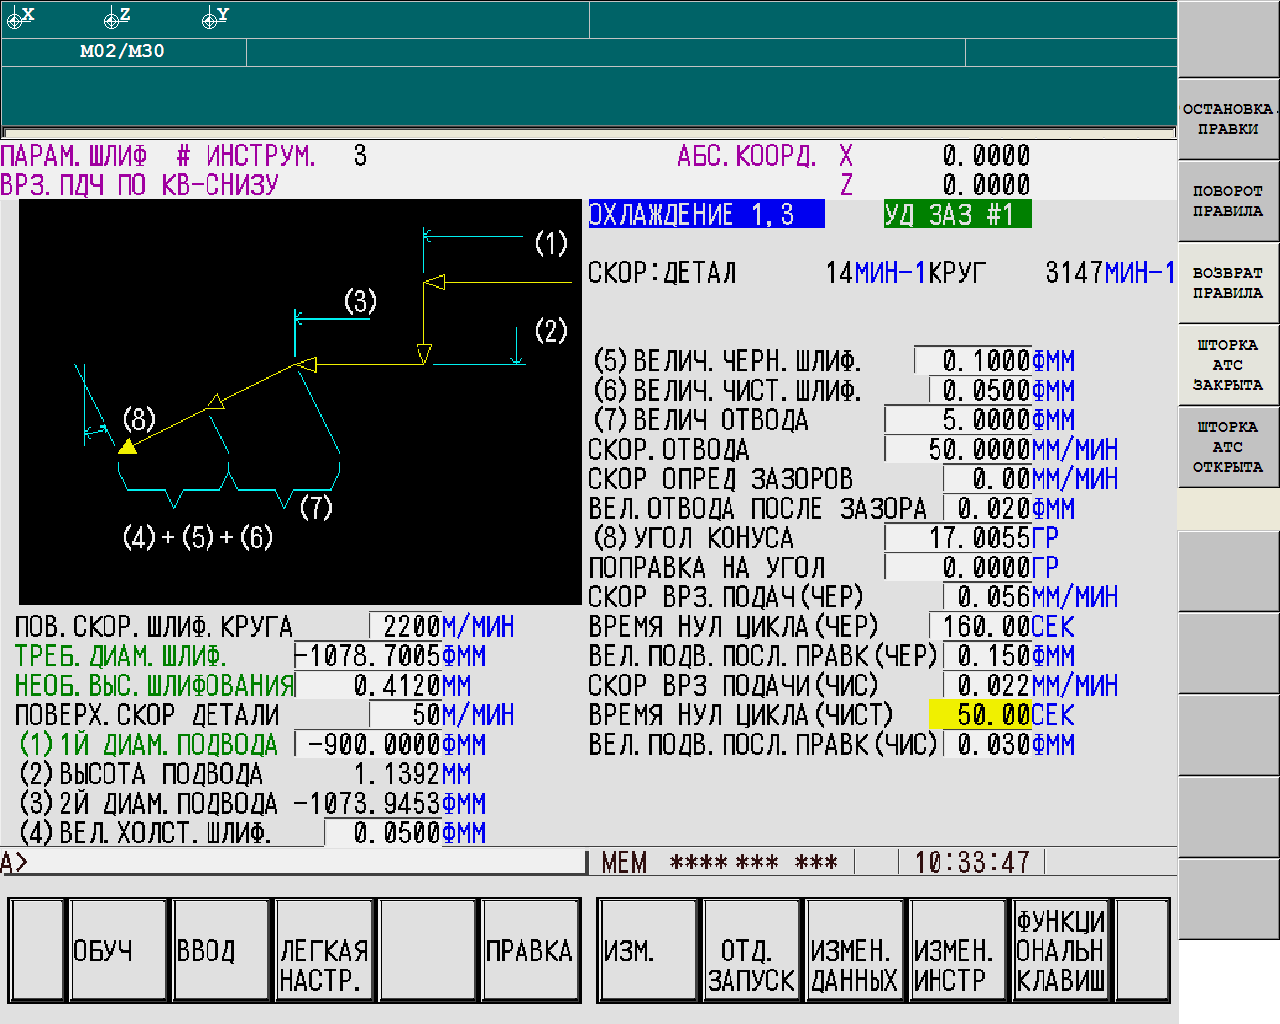 X Z Y
M02/M30
ПАРАМ.ШЛИФ # ИНСТРУМ. 3 АБС.КООРД. X 0.0000
ВРЗ.ПДЧ ПО КВ-СНИЗУ Z 0.0000
(1)
(3)
(2)
(8)
(7)
(4)+(5)+(6)
ОХЛАЖДЕНИЕ 1,3 УД ЗАЗ #1
СКОР:ДЕТАЛ 14МИН-1КРУГ 3147МИН-1
(5)ВЕЛИЧ.ЧЕРН.ШЛИФ. 0.1000ФММ
(6)ВЕЛИЧ.ЧИСТ.ШЛИФ. 0.0500ФММ
(7)ВЕЛИЧ ОТВОДА 5.0000ФММ
СКОР.ОТВОДА 50.0000ММ/МИН
СКОР ОПРЕД ЗАЗОРОВ 0.00ММ/МИН
ВЕЛ.ОТВОДА ПОСЛЕ ЗАЗОРА 0.020ФММ
(8)УГОЛ КОНУСА 17.0055ГР
ПОПРАВКА НА УГОЛ 0.0000ГР
СКОР ВРЗ.ПОДАЧ(ЧЕР) 0.056ММ/МИН
ВРЕМЯ НУЛ ЦИКЛА(ЧЕР) 160.00СЕК
ВЕЛ.ПОДВ.ПОСЛ.ПРАВК(ЧЕР) 0.150ФММ
СКОР ВРЗ ПОДАЧИ(ЧИС) 0.022ММ/МИН
ВРЕМЯ НУЛ ЦИКЛА(ЧИСТ) 50.00СЕК
ВЕЛ.ПОДВ.ПОСЛ.ПРАВК(ЧИС) 0.030ФММ
ПОВ.СКОР.ШЛИФ.КРУГА 2200М/МИН
ТРЕБ.ДИАМ.ШЛИФ. -1078.7005ФММ
НЕОБ.ВЫС.ШЛИФОВАНИЯ 0.4120ММ
ПОВЕРХ.СКОР ДЕТАЛИ 50М/МИН
(1)1Й ДИАМ.ПОДВОДА -900.0000ФММ
(2)ВЫСОТА ПОДВОДА 1.1392ММ
(3)2Й ДИАМ.ПОДВОДА -1073.9453ФММ
(4)ВЕЛ.ХОЛСТ.ШЛИФ. 0.0500ФММ
A> MEM **** *** *** 10:33:47
ОБУЧ
ВВОД
ЛЕГКАЯ
НАСТР.
ПРАВКА
ИЗМ.
ОТД.
ЗАПУСК
ИЗМЕН.
ДАННЫХ
ИЗМЕН.
ИНСТР
ФУНКЦИ
ОНАЛЬН
КЛАВИШ
ОСТАНОВКА.
ПРАВКИ
ПОВОРОТ
ПРАВИЛА
ВОЗВРАТ
ПРАВИЛА
ШТОРКА
АТС
ЗАКРЫТА
ШТОРКА
АТС
ОТКРЫТА